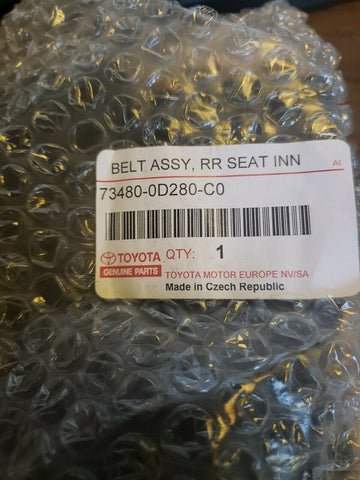 BELT ASSY, RR SEAT INN AI
73480-0D280-C0
TOYOTA QTY: 1
GENUINE PARTS TOYOTA MOTOR EUROPE NV/SA
Made in Czech Republic